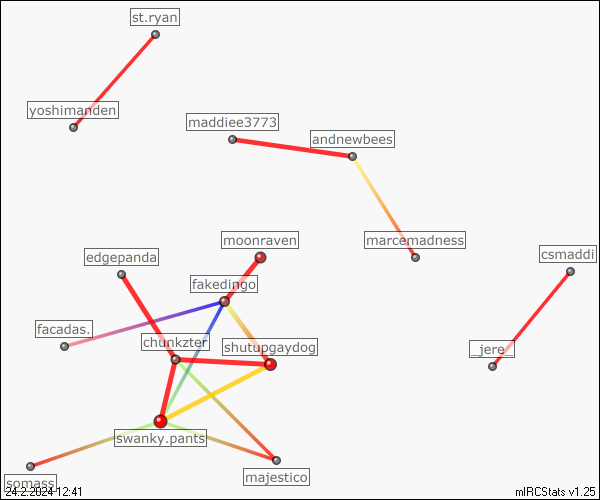 st.ryan
yoshimanden
maddiee3773
andnewbees
moonraven
marcemadness
edgepanda
csmaddi
fakedingo
facadas.
chunkzter
shutupgaydog
_jere_
swanky.pants
majestico
somass
24.2.2024 12:41
mIRCStats v1.25